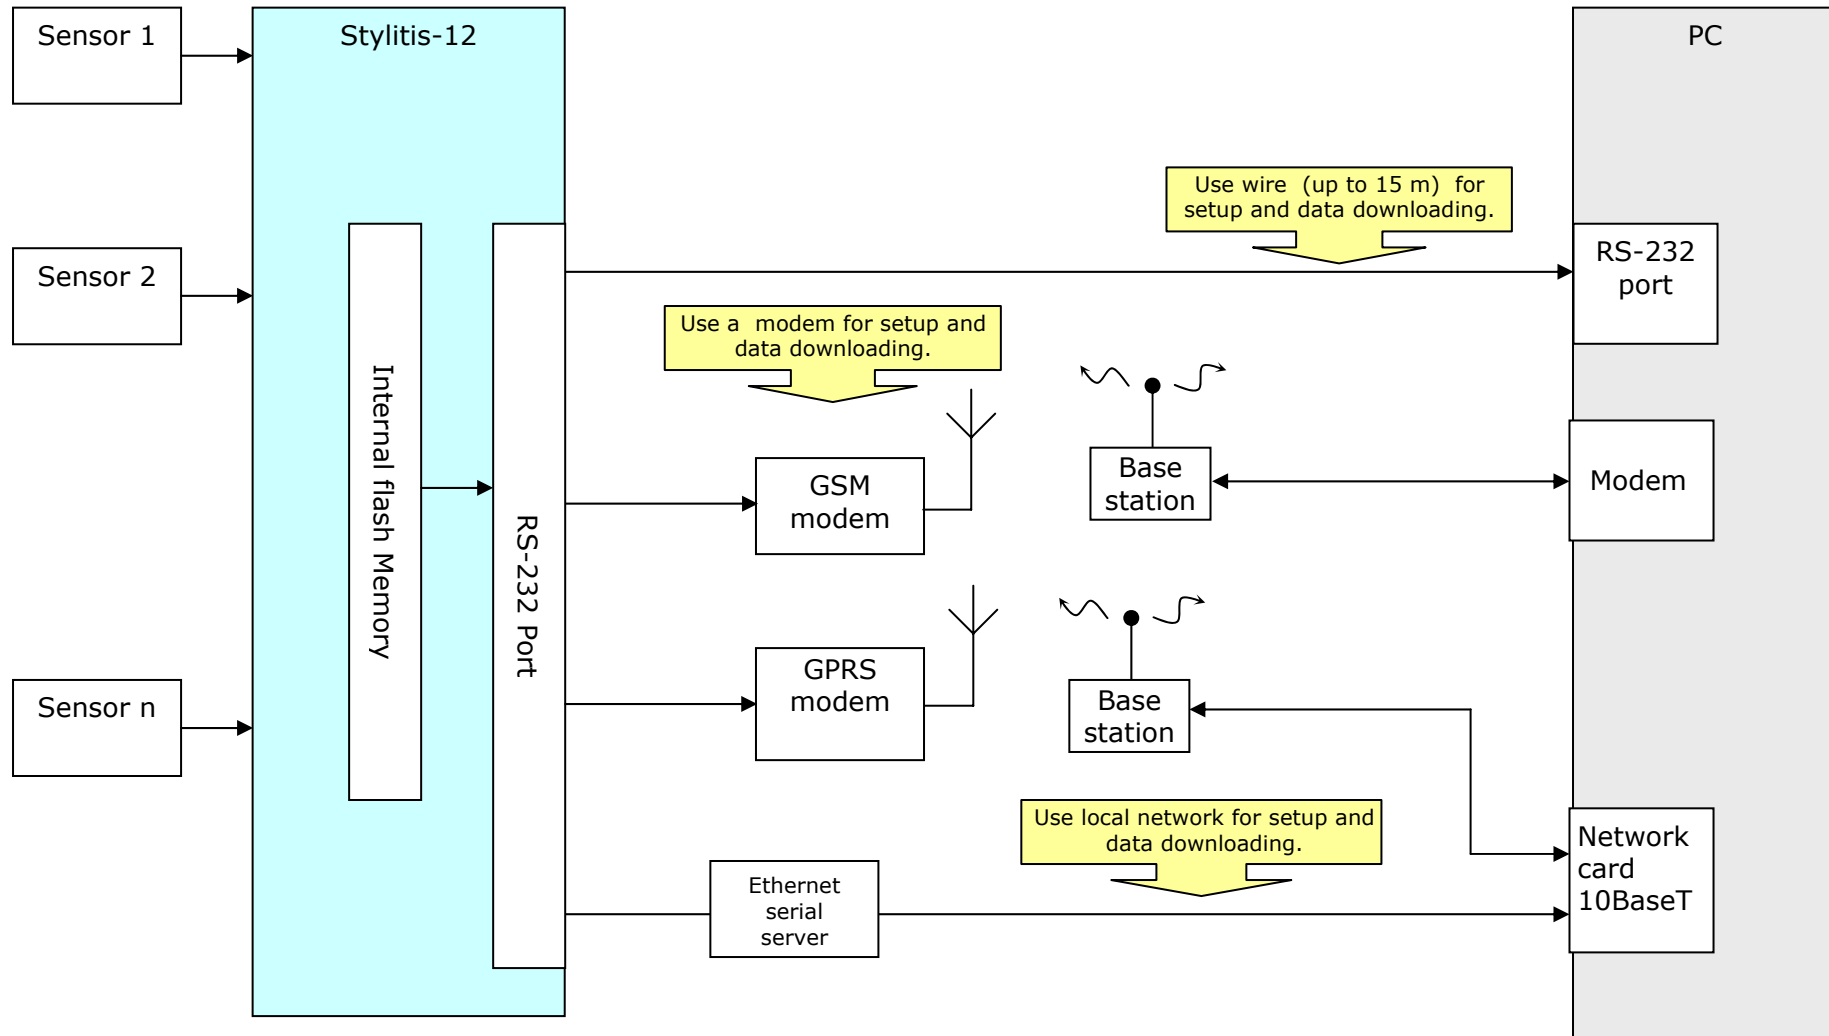 Sensor 1
Stylitis-12
PC
Use wire (up to 15 m) for
setup and data downloading.
Sensor 2
RS-232
port
Use a modem for setup and
data downloading.
Internal flash Memory
RS-232 Port
GSM
modem
Base
station
Modem
Sensor n
GPRS
modem
Base
station
Use local network for setup and
data downloading.
Network
card
10BaseT
Ethernet
serial
server